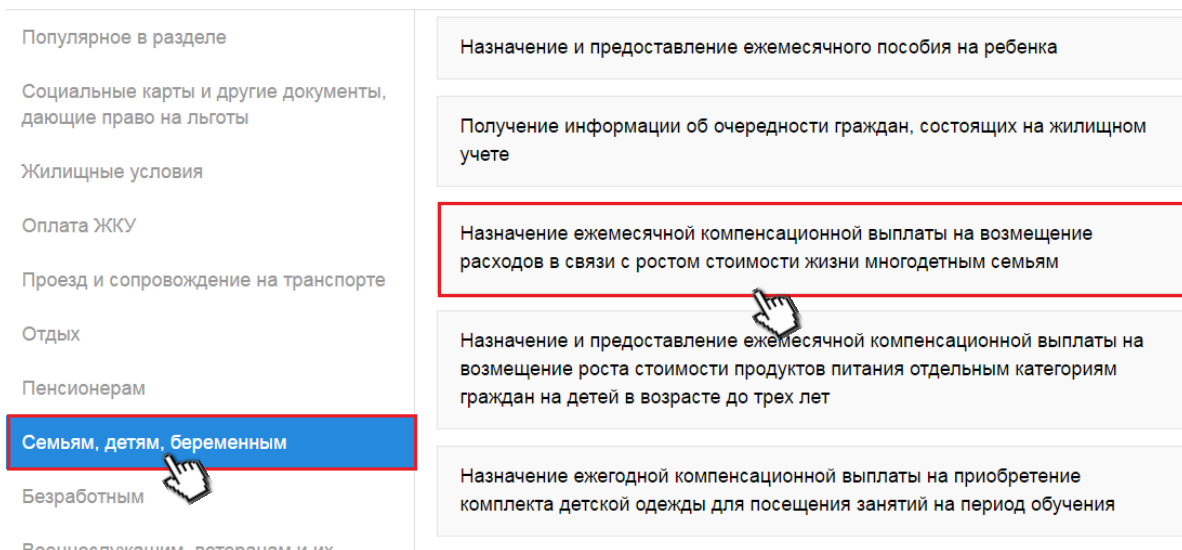 Популярное в разделе
Социальные карты и другие документы,
дающие право на льготы
Жилищные условия
Оплата ЖКУ
Проезд и сопровождение на транспорте
Отдых
Пенсионерам
Семьям, детям, беременным
Безработным
Военнослужащим, ветеранам и их
Назначение и предоставление ежемесячного пособия на ребенка
Получение информации об очередности граждан, состоящих на жилищном
учете
Назначение ежемесячной компенсационной выплаты на возмещение
расходов в связи с ростом стоимости жизни многодетным семьям
Назначение и предоставление ежемесячной компенсационной выплаты на
возмещение роста стоимости продуктов питания отдельным категориям
граждан на детей в возрасте до трех лет
Назначение ежегодной компенсационной выплаты на приобретение
комплекта детской одежды для посещения занятий на период обучения